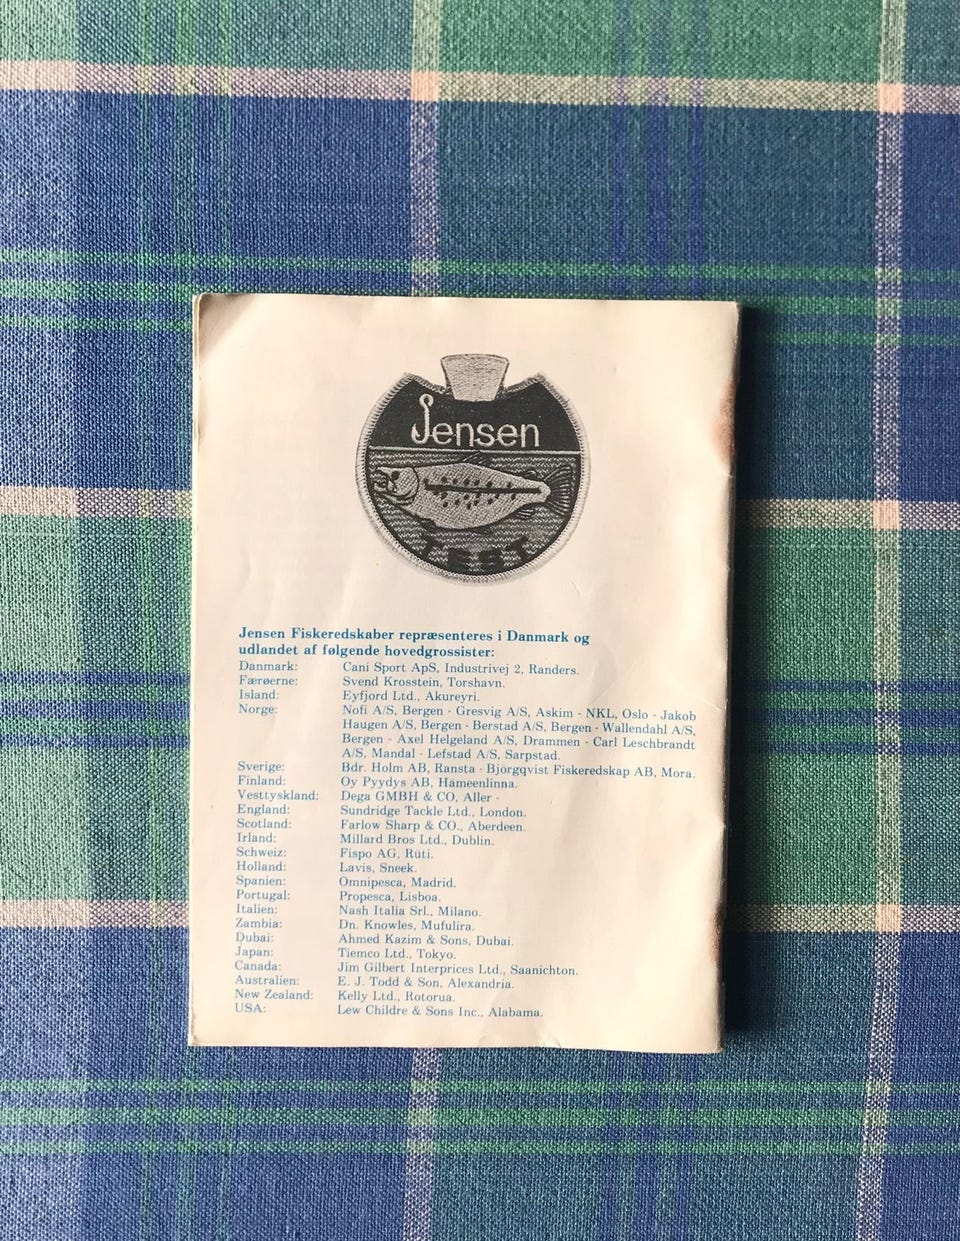 Jensen
TEST
Jensen Fiskeredskaber repræsenteres i Danmark og
udlandet af følgende hovedgrossister:
Danmark: Cani Sport ApS, Industrivej 2, Randers.
Færøerne: Svend Krosstein, Torshavn.
Island: Eyfjord Ltd., Akureyri.
Norge: Nofi A/S, Bergen - Gresvig A/S, Askim - NKL, Oslo - Jakob
Haugen A/S, Bergen - Berstad A/S, Bergen - Wallendahl A/S,
Bergen - Axel Helgeland A/S, Drammen - Carl Leschbrandt
A/S, Mandal - Lefstad A/S, Sarpstad.
Sverige: Bdr. Holm AB, Ransta - Björgqvist Fiskeredskap AB, Mora.
Finland: Oy Pyydys AB, Hämeenlinna.
Vesttyskland: Dega GMBH & CO, Aller -
England: Sundridge Tackle Ltd., London.
Scotland: Farlow Sharp & CO., Aberdeen.
Irland: Millard Bros Ltd., Dublin.
Schweiz: Fispo AG, Rüti.
Holland: Lavis, Sneek.
Spanien: Omnipesca, Madrid.
Portugal: Propesca, Lisboa.
Italien: Nash Italia Srl., Milano.
Zambia: Dn. Knowles, Mufulira.
Dubai: Ahmed Kazim & Sons, Dubai.
Japan: Tiemco Ltd., Tokyo.
Canada: Jim Gilbert Interprices Ltd., Saanichton.
Australien: E. J. Todd & Son, Alexandria.
New Zealand: Kelly Ltd., Rotorua.
USA: Lew Childre & Sons Inc., Alabama.